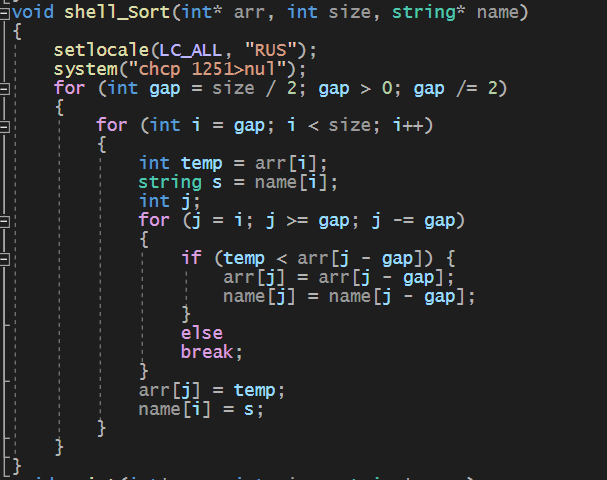 void shell_Sort(int* arr, int size, string* name)
{
setlocale(LC_ALL, "RUS");
system("chcp 1251>nul");
for (int gap = size / 2; gap > 0; gap /= 2)
{
for (int i = gap; i < size; i++)
{
int temp = arr[i];
string s = name[i];
int j;
for (j = i; j >= gap; j -= gap)
{
if (temp < arr[j - gap]) {
arr[j] = arr[j - gap];
name[j] = name[j - gap];
}
else
break;
}
arr[j] = temp;
name[i] = s;
}
}
}